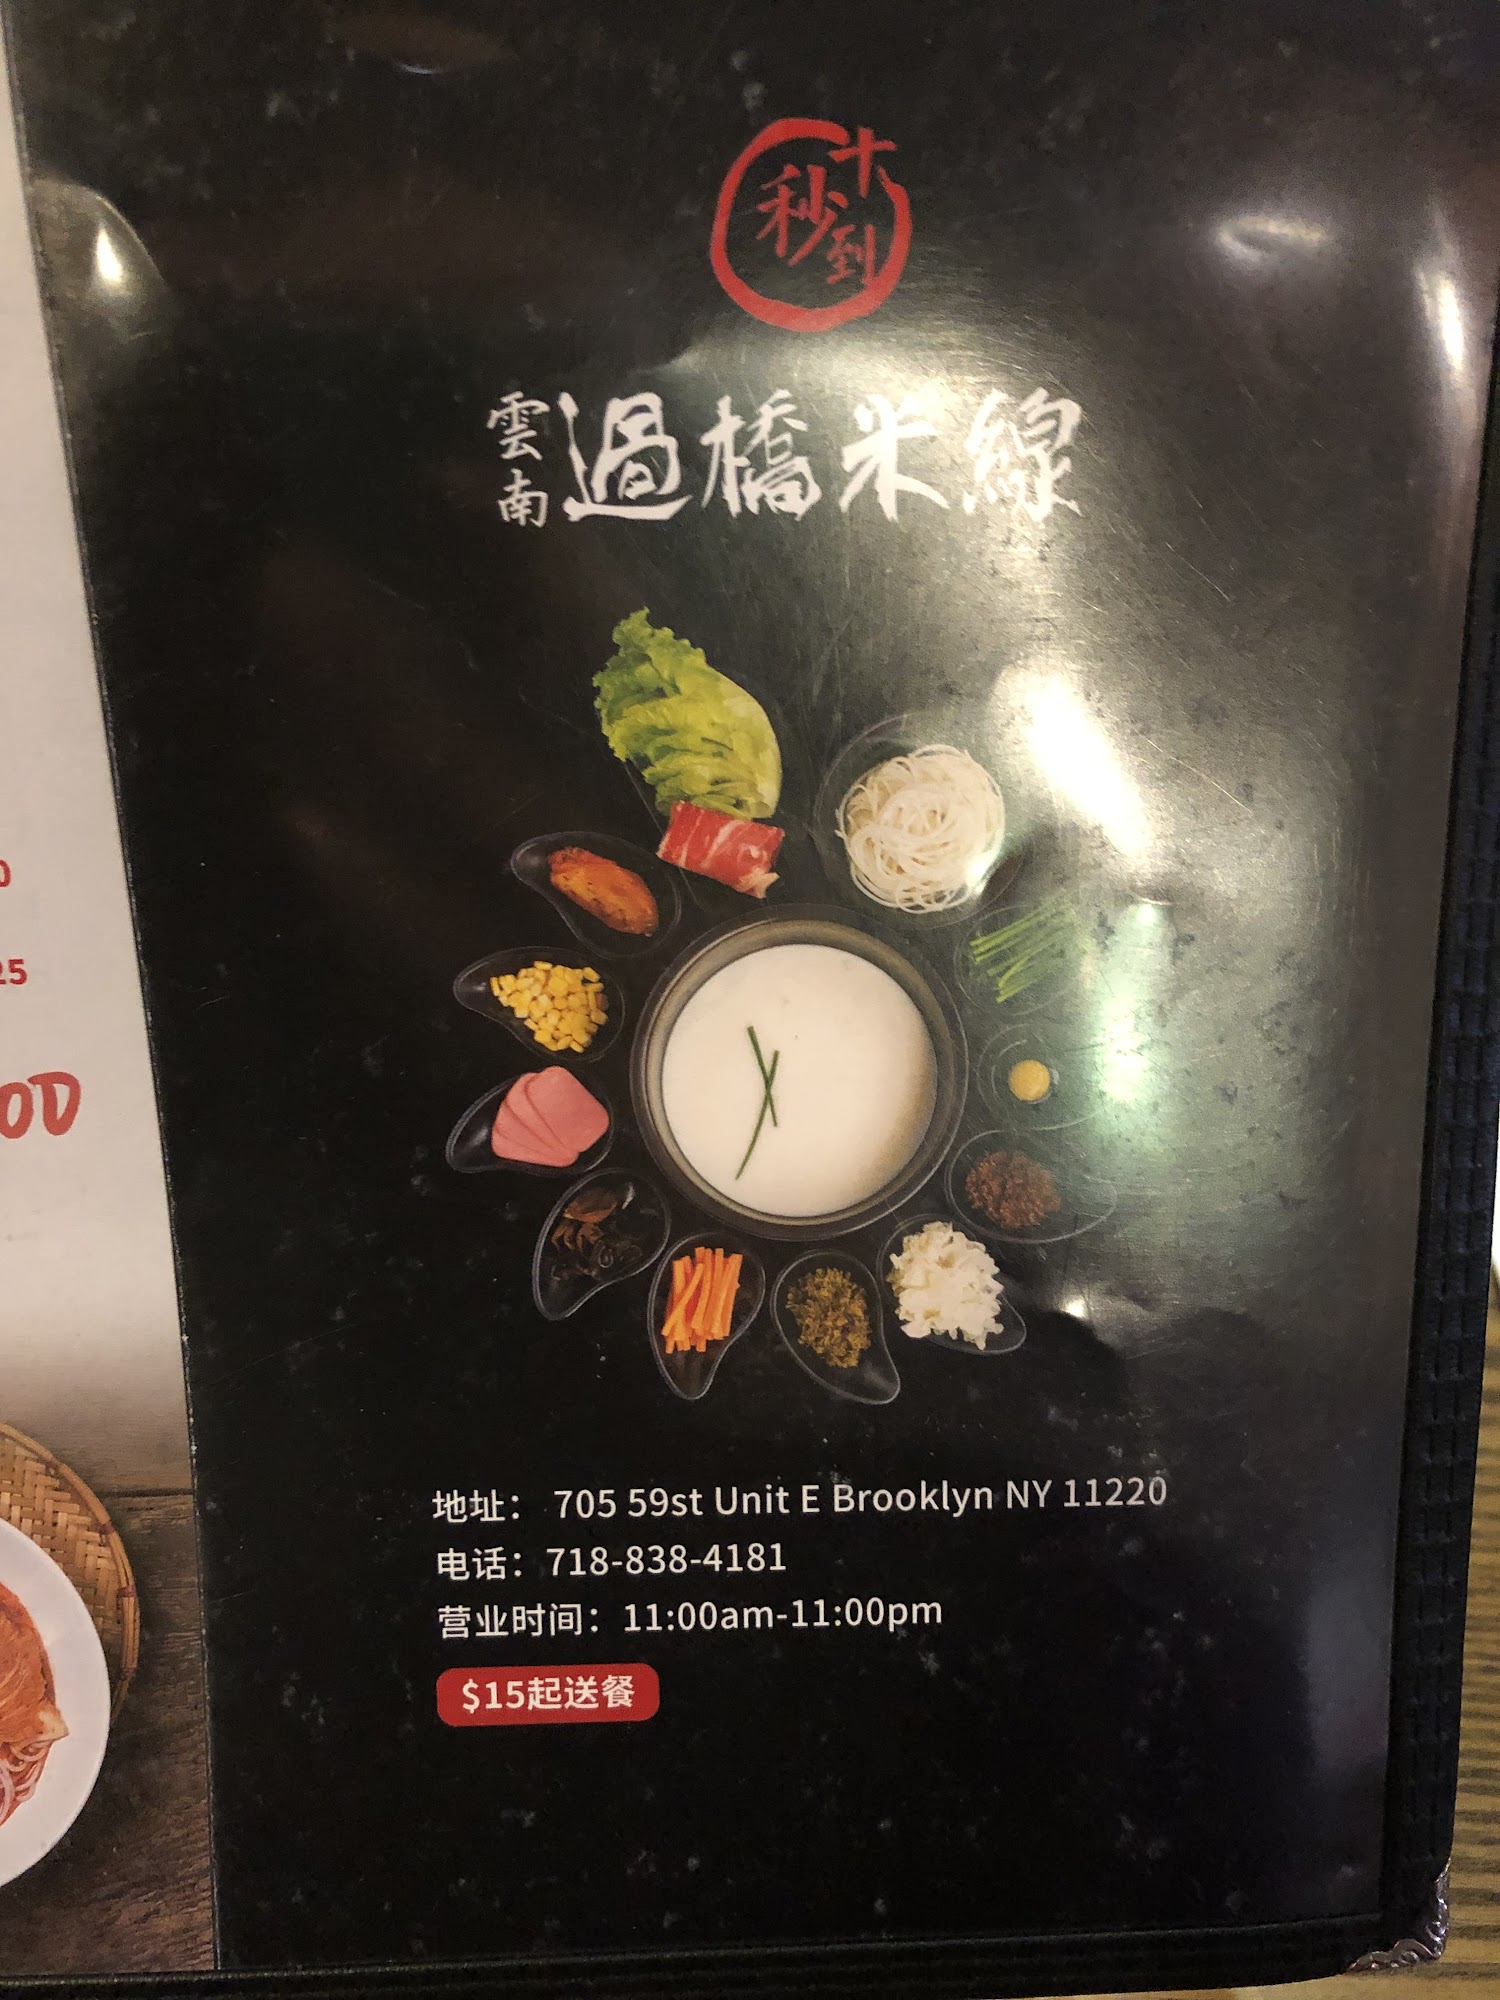 十秒到
雲南過橋米線
地址： 705 59st Unit E Brooklyn NY 11220
电话：718-838-4181
营业时间：11:00am-11:00pm
$15起送餐